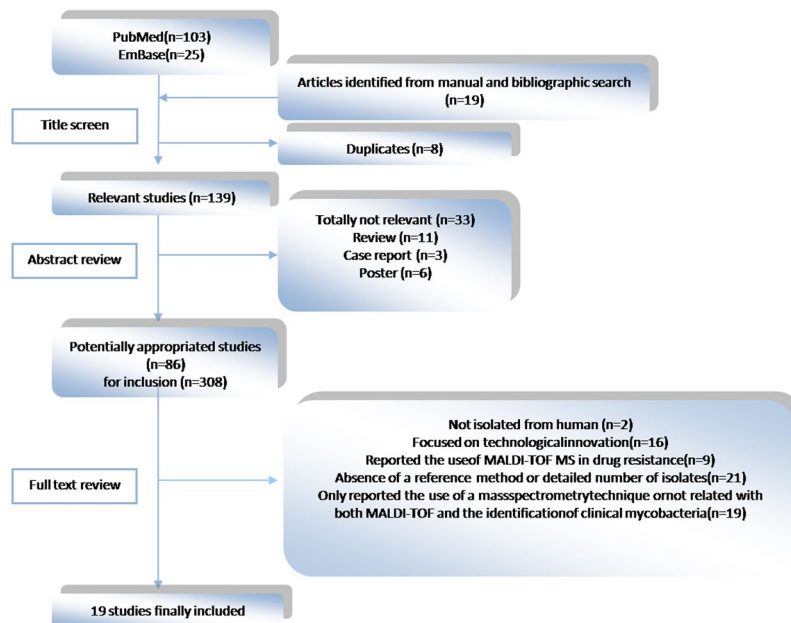 PubMed(n=103)
EmBase(n=25)
Articles identified from manual and bibliographic search
(n=19)
Title screen
Duplicates (n=8)
Relevant studies (n=139)
Totally not relevant (n=33)
Review (n=11)
Case report (n=3)
Poster (n=6)
Abstract review
Potentially appropriated studies
(n=86)
for inclusion (n=308)
Not isolated from human (n=2)
Focused on technologicalinnovation(n=16)
Reported the useof MALDI-TOF MS in drug resistance(n=9)
Absence of a reference method or detailed number of isolates(n=21)
Only reported the use of a massspectrometrytechnique ornot related with
both MALDI-TOF and the identificationof clinical mycobacteria(n=19)
Full text review
19 studies finally included